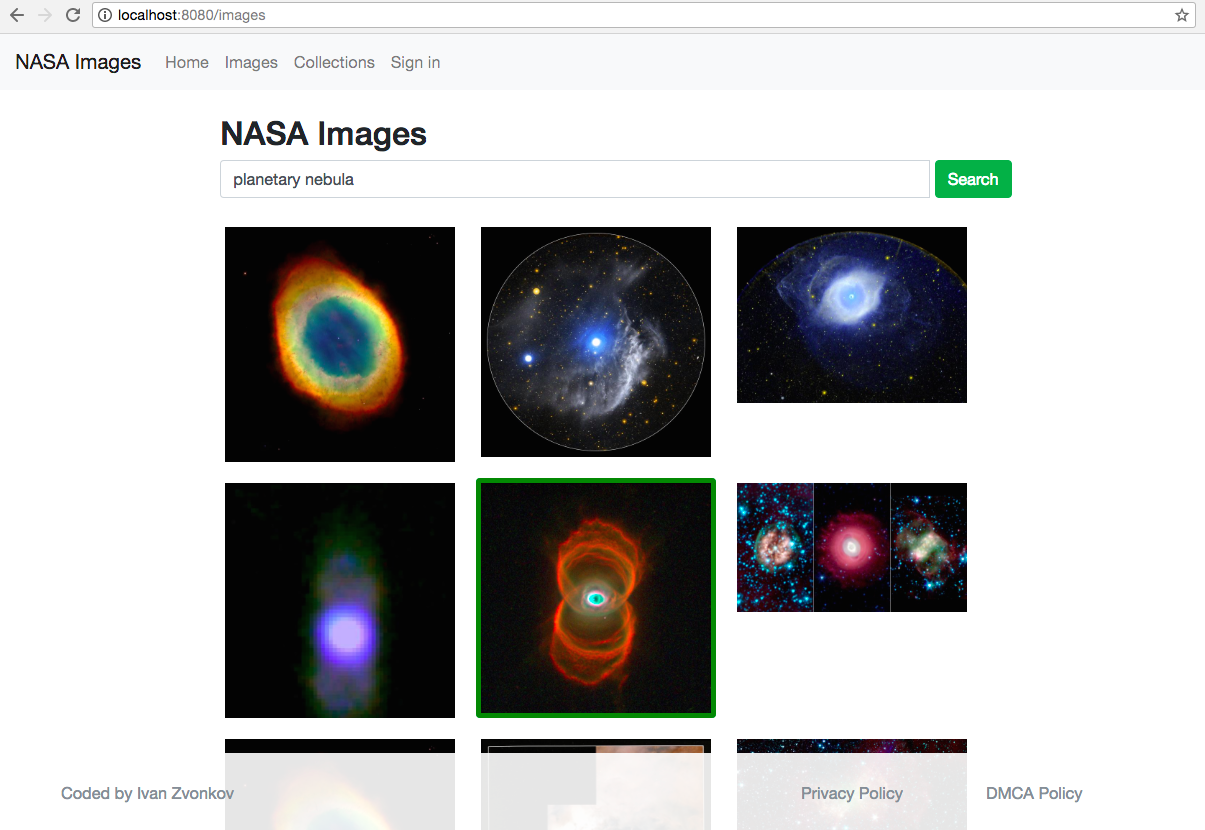 localhost:8080/images
NASA Images Home Images Collections Sign in
NASA Images
planetary nebula Search
Coded by Ivan Zvonkov Privacy Policy DMCA Policy